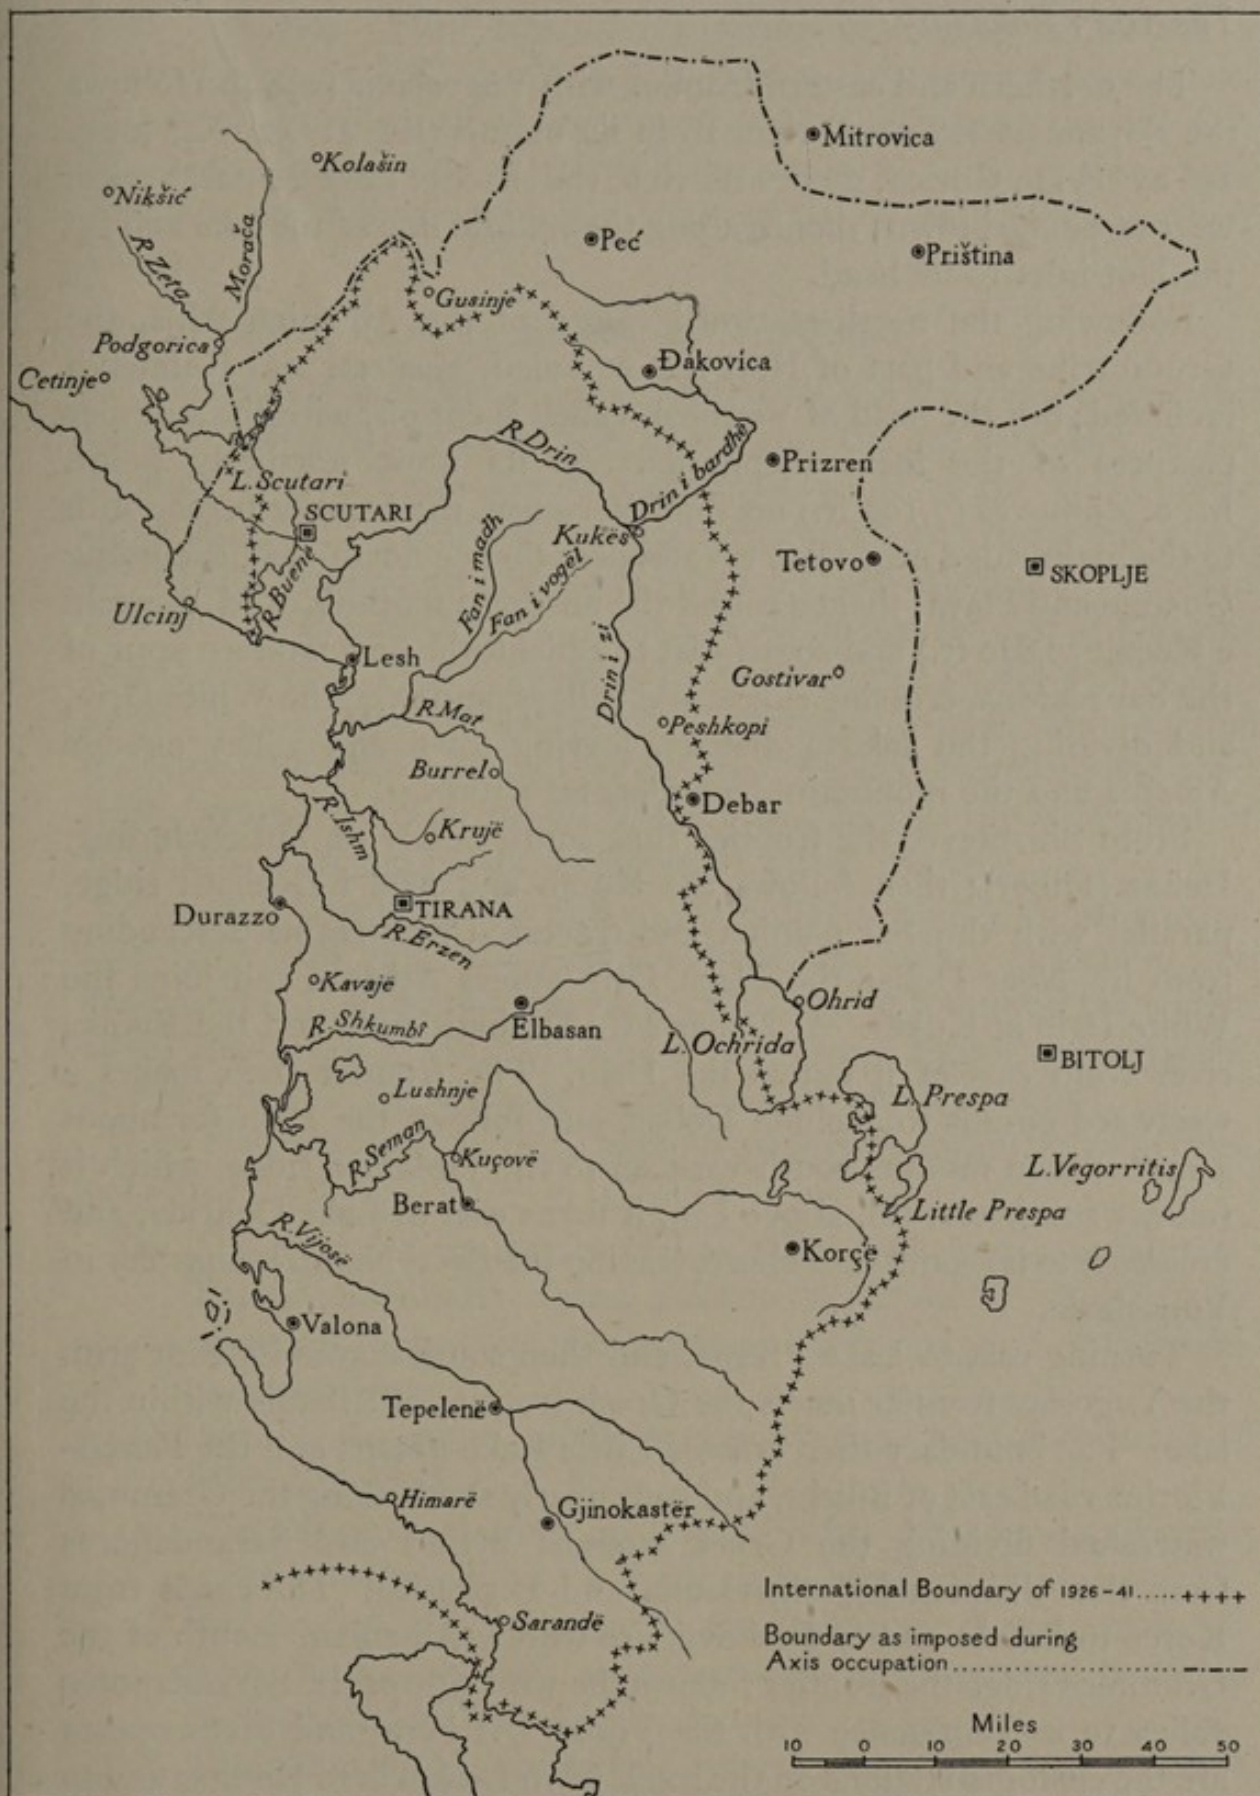 Mitrovica
Kolašin
Nikšić
R. Zeta
Morača
Peć
Priština
Gusinje
Podgorica
Đakovica
Cetinje
R. Drin
Drin i bardhë
Prizren
L. Scutari
SCUTARI
Fan i madh
Kukës
Tetovo
SKOPLJE
R. Buenë
Fan i vogël
Ulcinj
Lesh
Drin i zi
Gostivar
R. Mat
Peshkopi
Burrel
Debar
R. Ishm
Krujë
Durazzo
TIRANA
R. Erzen
Kavajë
Ohrid
R. Shkumbî
Elbasan
L. Ochrida
BITOLJ
Lushnje
L. Prespa
R. Seman
Kuçovë
L. Vegorritis
Berat
Little Prespa
R. Vijosë
Korçë
Valona
Tepelenë
Himarë
Gjinokastër
International Boundary of 1926-41..... ++++
Sarandë
Boundary as imposed during
Axis occupation
Miles
10 0 10 20 30 40 50